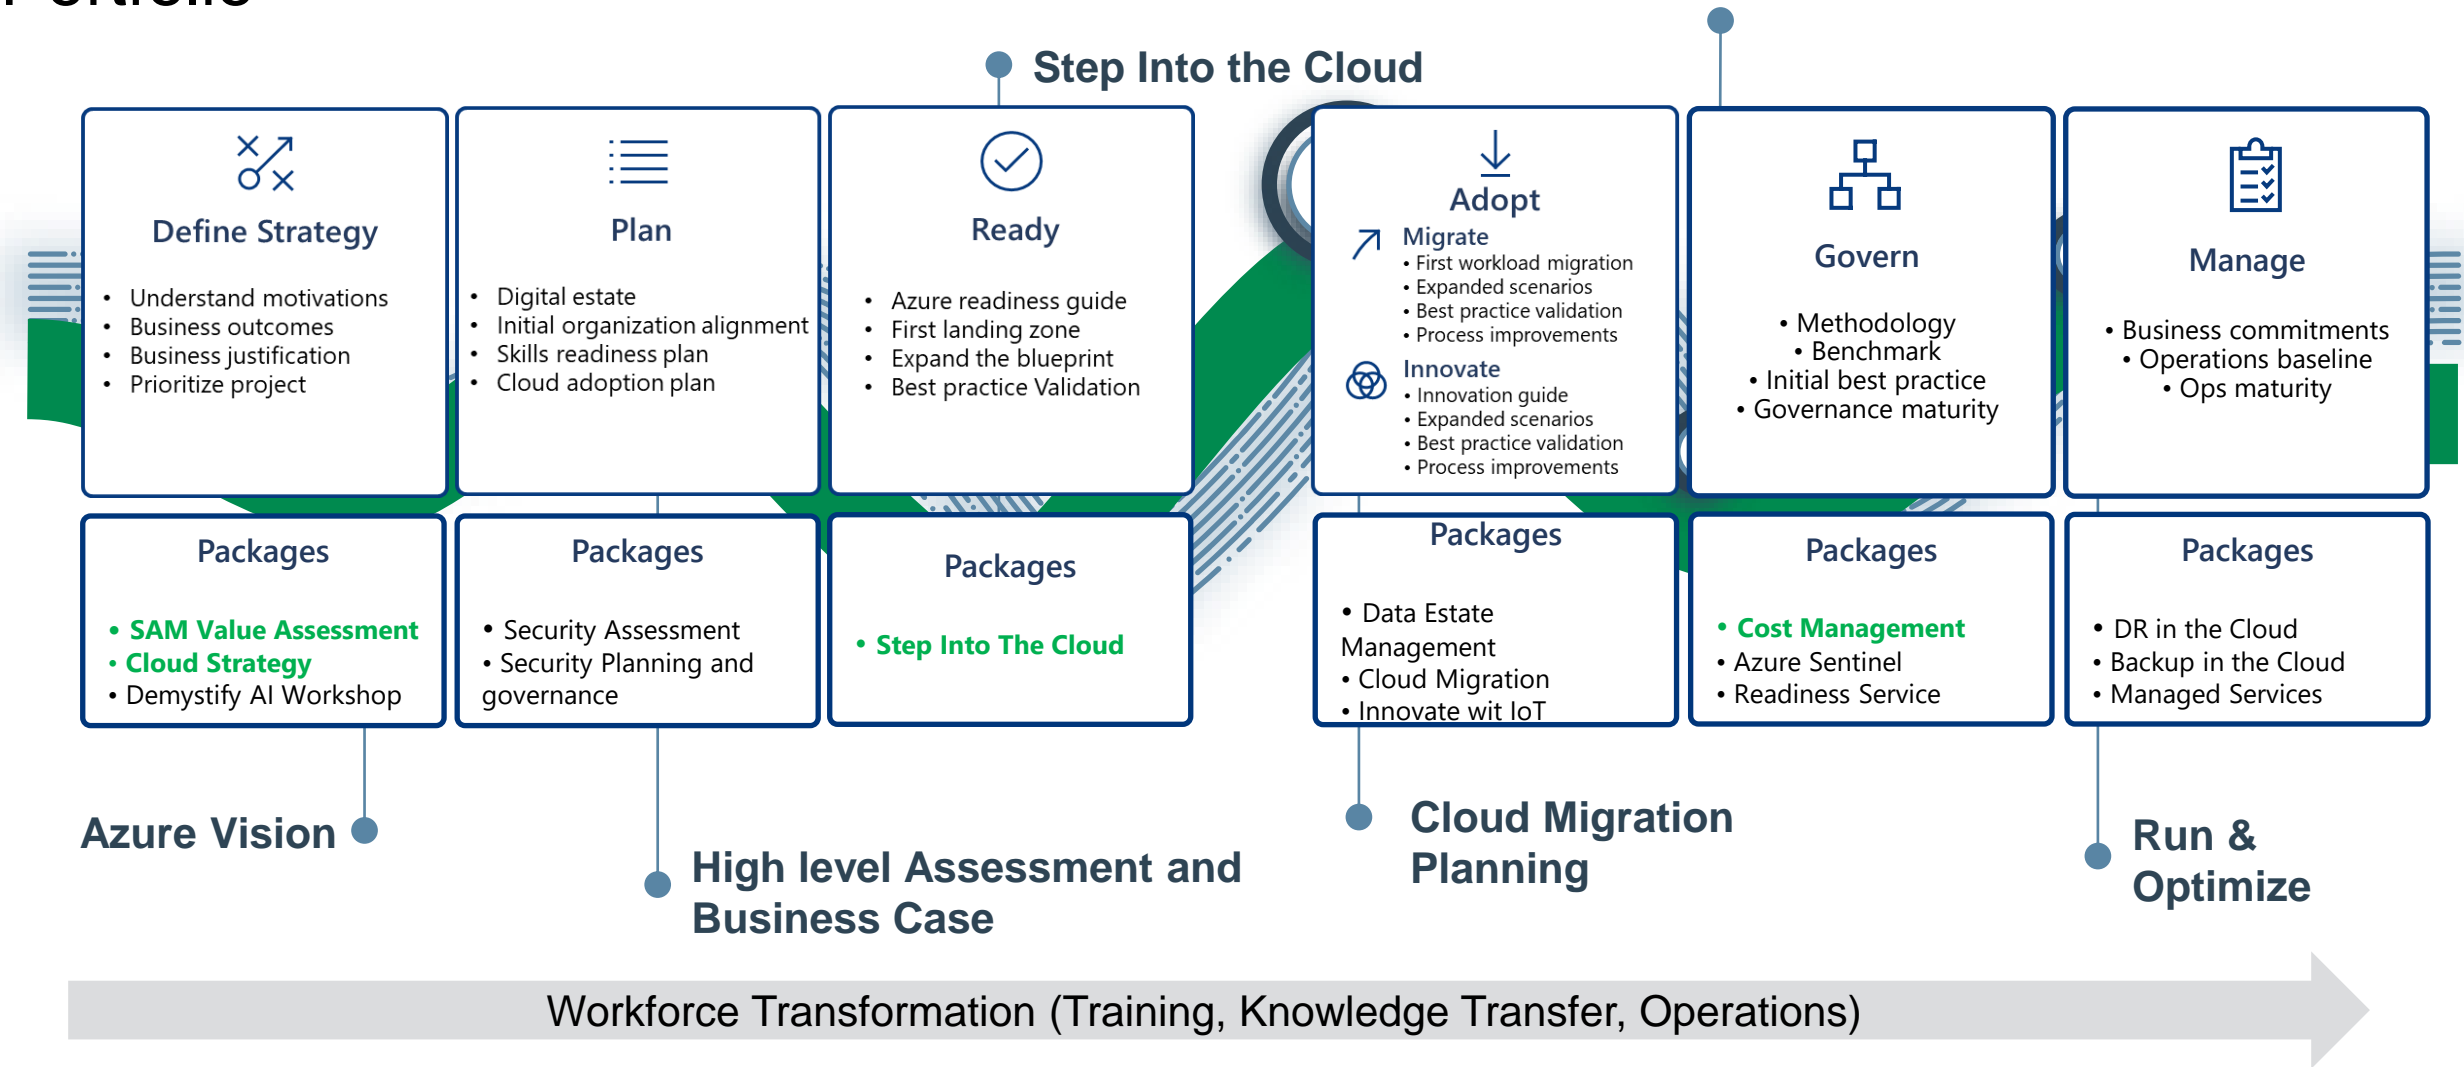 Step Into the Cloud
Define Strategy
• Understand motivations
• Business outcomes
• Business justification
• Prioritize project
Plan
• Digital estate
• Initial organization alignment
• Skills readiness plan
• Cloud adoption plan
Ready
• Azure readiness guide
• First landing zone
• Expand the blueprint
• Best practice Validation
Adopt
Migrate
• First workload migration
• Expanded scenarios
• Best practice validation
• Process improvements
Innovate
• Innovation guide
• Expanded scenarios
• Best practice validation
• Process improvements
Govern
• Methodology
• Benchmark
• Initial best practice
• Governance maturity
Manage
• Business commitments
• Operations baseline
• Ops maturity
Packages
• SAM Value Assessment
• Cloud Strategy
• Demystify AI Workshop
Packages
• Security Assessment
• Security Planning and
governance
Packages
• Step Into The Cloud
Packages
• Data Estate
Management
• Cloud Migration
• Innovate wit IoT
Packages
• Cost Management
• Azure Sentinel
• Readiness Service
Packages
• DR in the Cloud
• Backup in the Cloud
• Managed Services
Azure Vision
High level Assessment and
Business Case
Cloud Migration
Planning
Run &
Optimize
Workforce Transformation (Training, Knowledge Transfer, Operations)